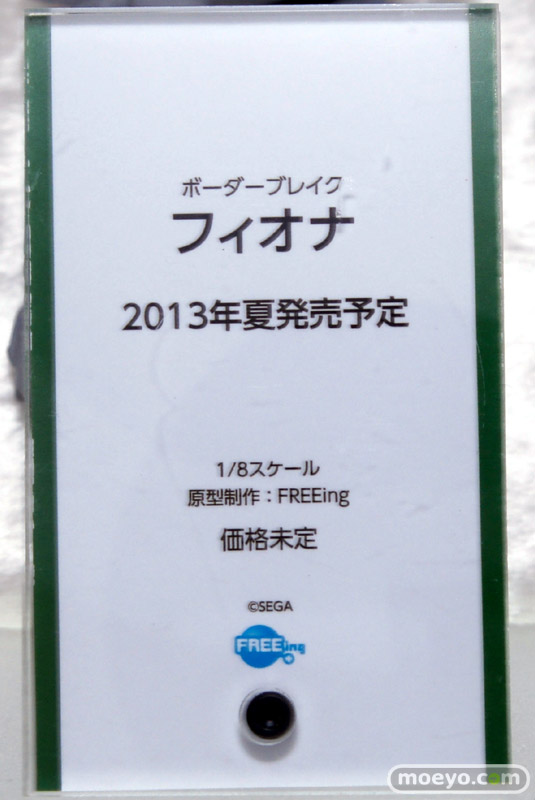 ボーダーブレイク
フィオナ
2013年夏発売予定
1/8スケール
原型制作：FREEing
価格未定
©SEGA
FREEing
moeyo.com